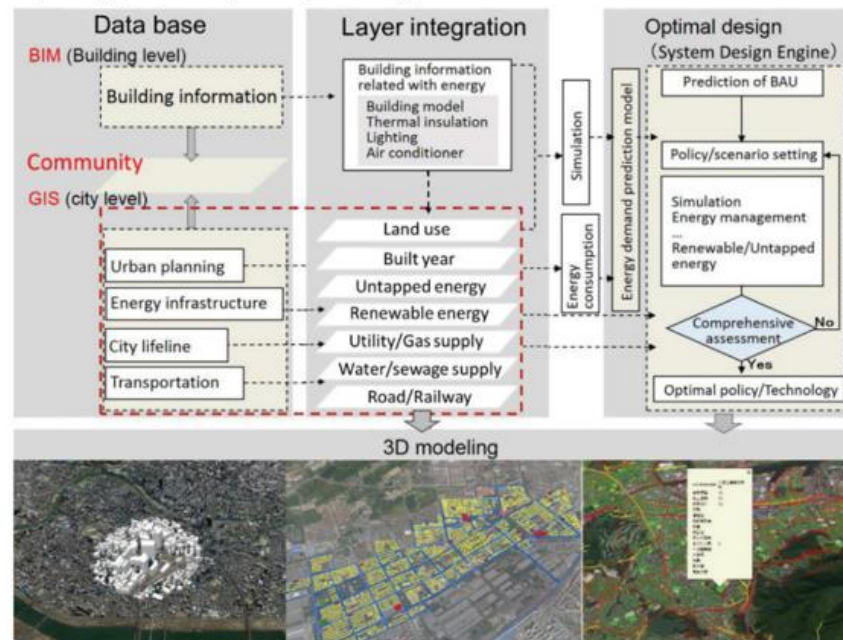 Data base
BIM (Building level)
Building information
Community
GIS (city level)
Urban planning
Energy infrastructure
City lifeline
Transportation
Layer integration
Building information
related with energy
Building model
Thermal insulation
Lighting
Air conditioner
Land use
Built year
Untapped energy
Renewable energy
Utility/Gas supply
Water/sewage supply
Road/Railway
Simulation
Energy
consumption
Energy demand prediction model
Optimal design
(System Design Engine)
Prediction of BAU
Policy/scenario setting
Simulation
Energy management
...
Renewable/Untapped
energy
Comprehensive
assessment
No
Yes
Optimal policy/Technology
3D modeling